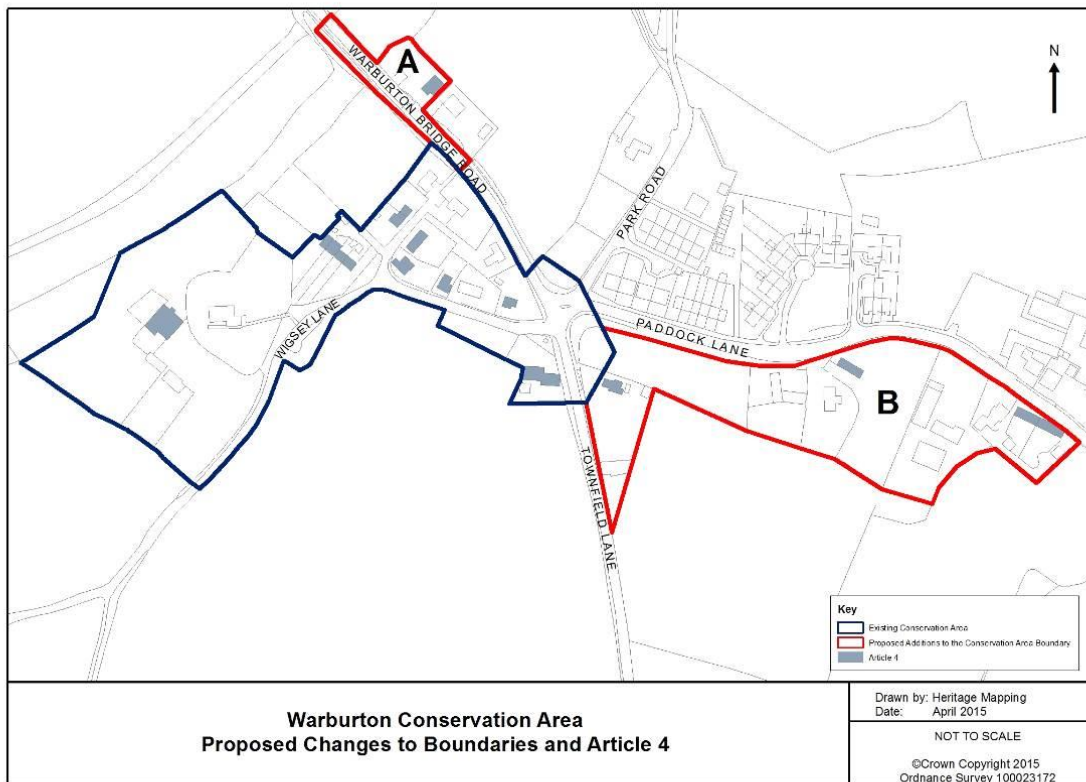 A
N
WARBURTON BRIDGE ROAD
PARK ROAD
WIGSEY LANE
PADDOCK LANE
B
TOWNFIELD LANE
Key
Existing Conservation Area
Proposed Additions to the Conservation Area Boundary
Article 4
Warburton Conservation Area
Proposed Changes to Boundaries and Article 4
Drawn by: Heritage Mapping
Date: April 2015
NOT TO SCALE
©Crown Copyright 2015
Ordnance Survey 100023172